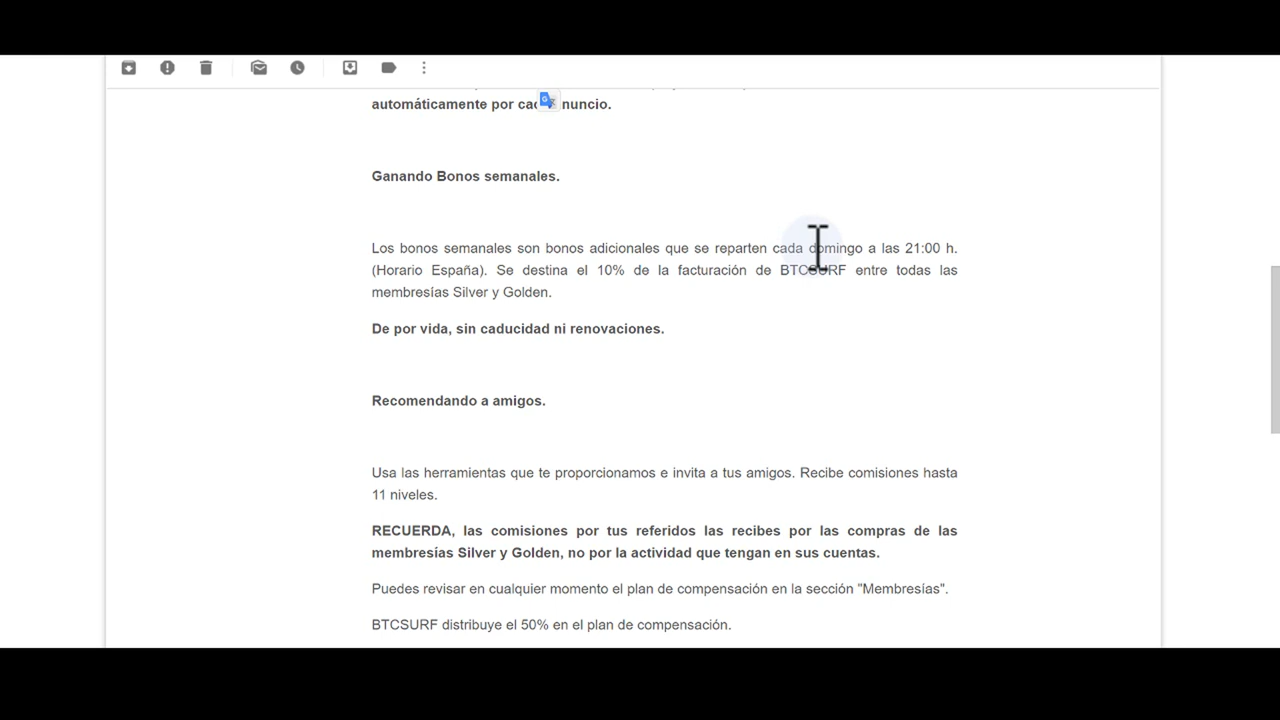 automáticamente por cad nuncio.
Ganando Bonos semanales.
Los bonos semanales son bonos adicionales que se reparten cada domingo a las 21:00 h.
(Horario España). Se destina el 10% de la facturación de BTCSURF entre todas las
membresías Silver y Golden.
De por vida, sin caducidad ni renovaciones.
Recomendando a amigos.
Usa las herramientas que te proporcionamos e invita a tus amigos. Recibe comisiones hasta
11 niveles.
RECUERDA, las comisiones por tus referidos las recibes por las compras de las
membresías Silver y Golden, no por la actividad que tengan en sus cuentas.
Puedes revisar en cualquier momento el plan de compensación en la sección "Membresías".
BTCSURF distribuye el 50% en el plan de compensación.